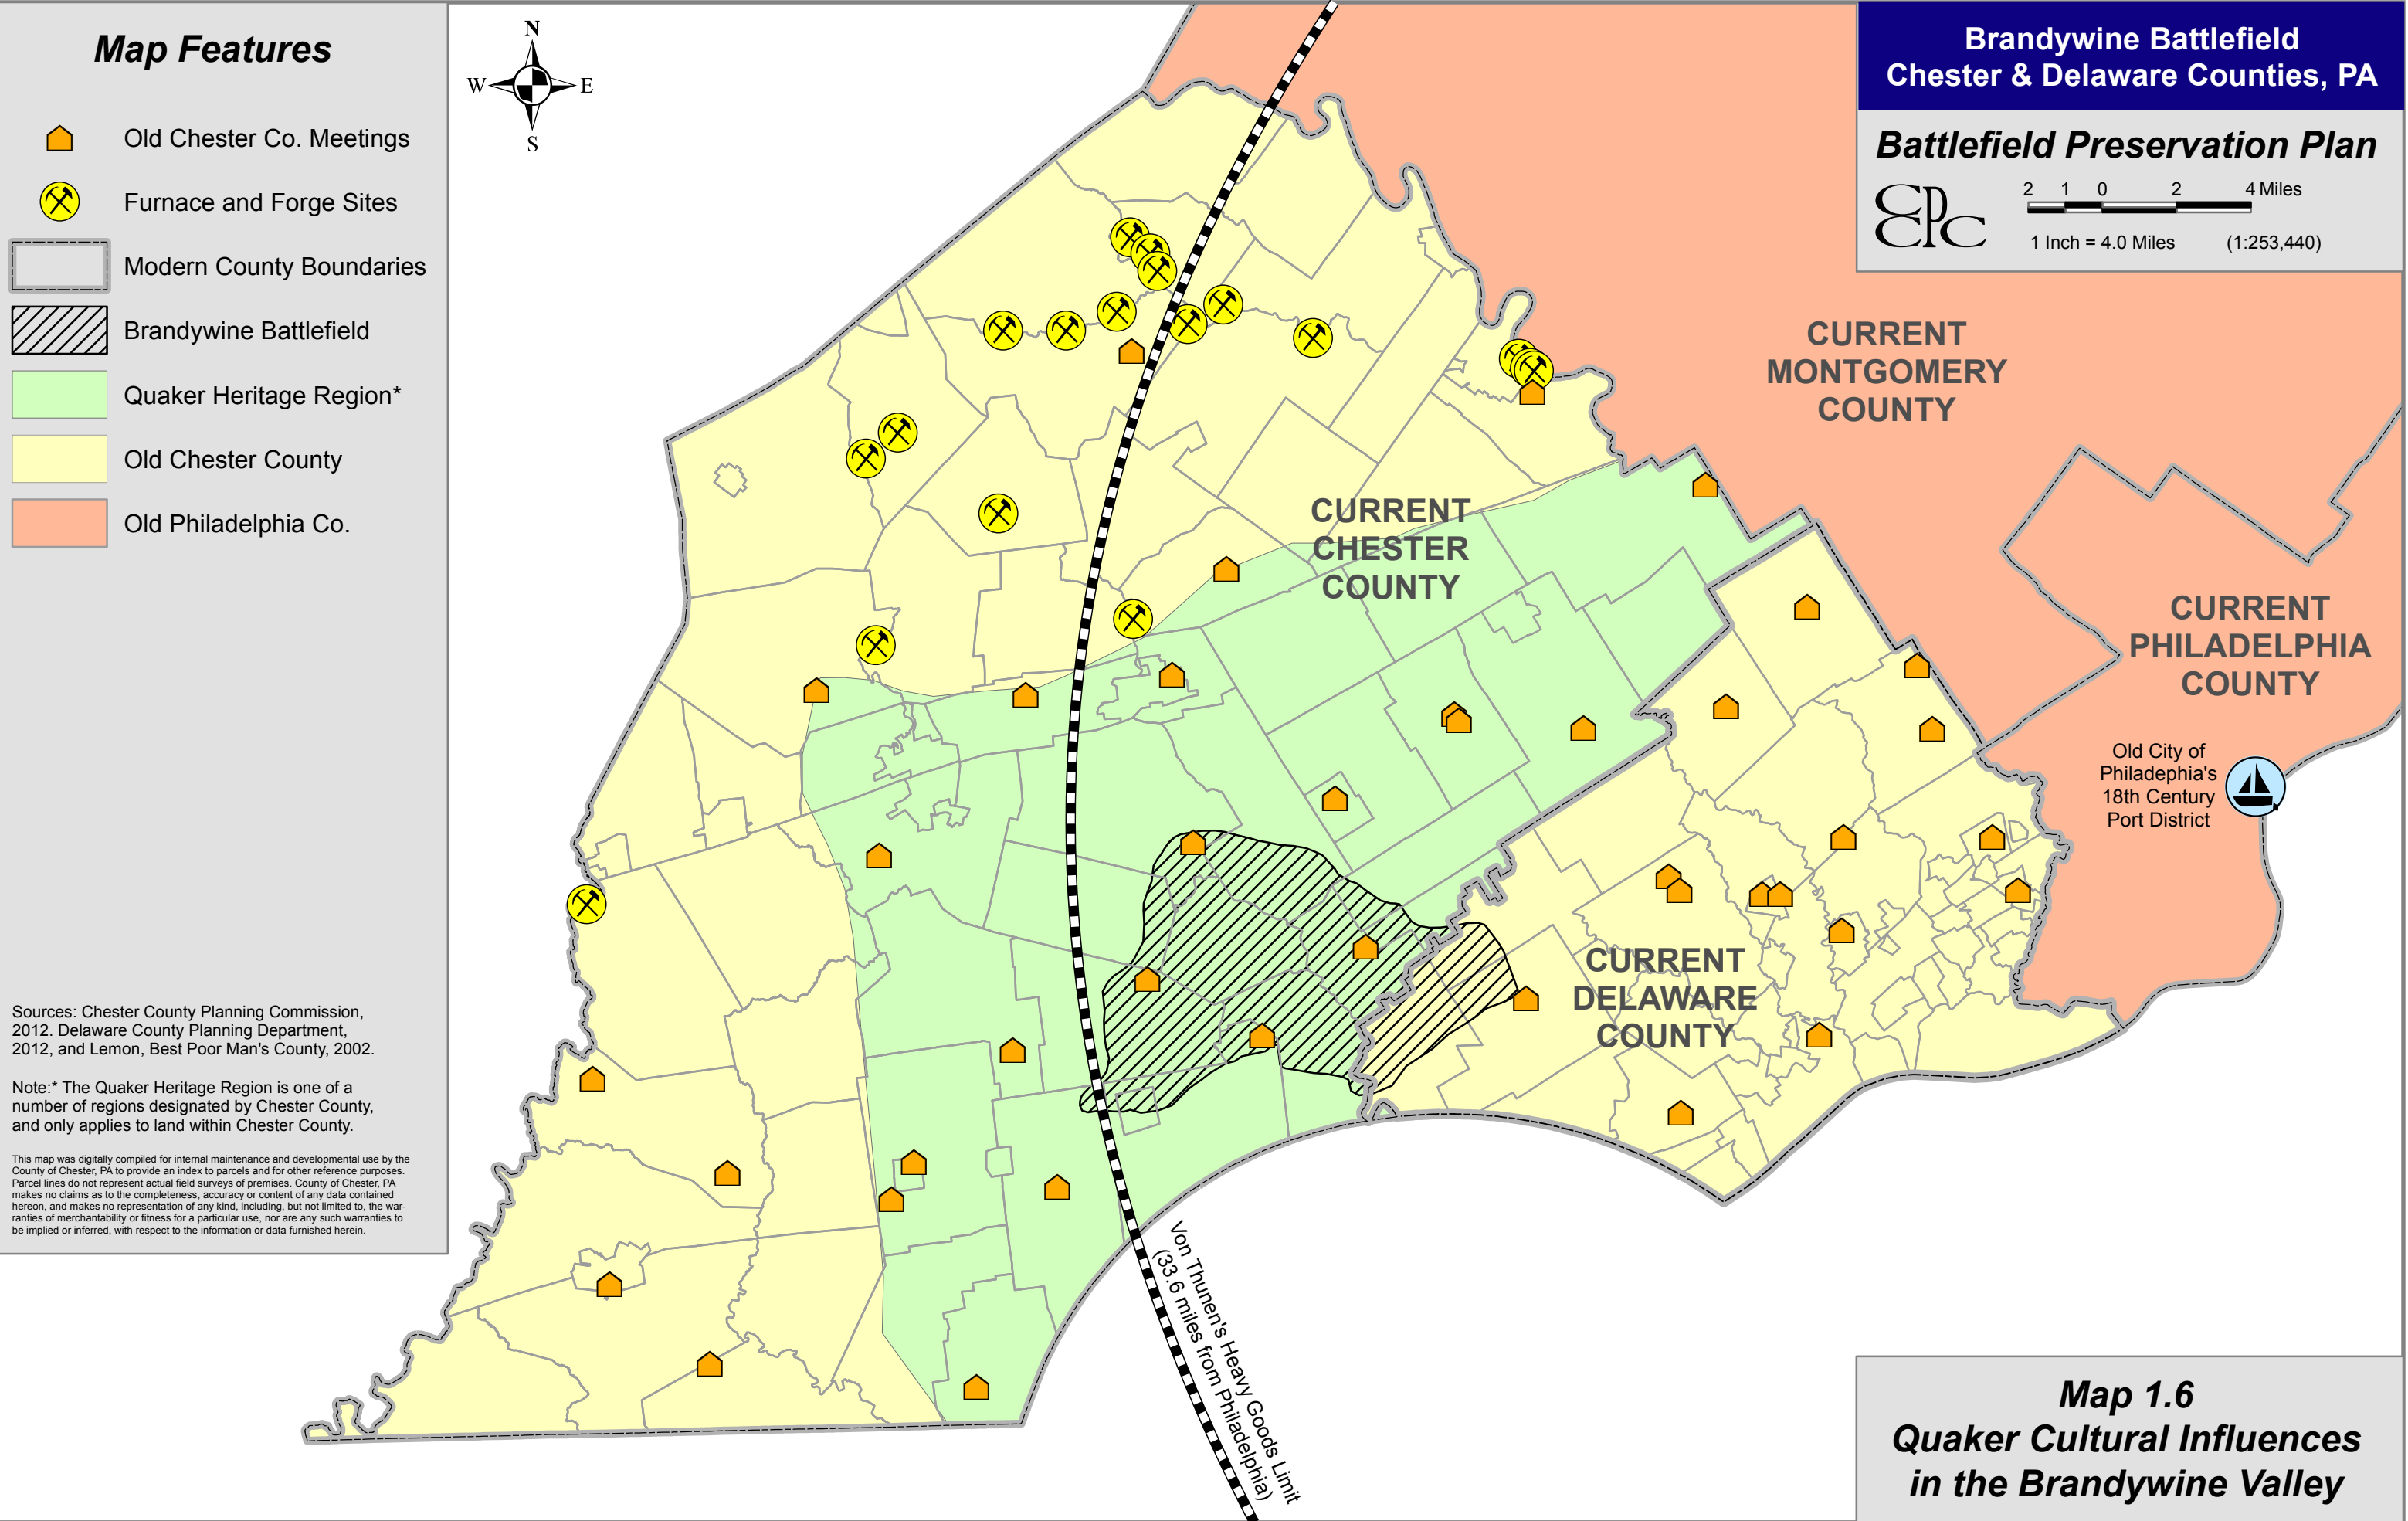 Map Features
Old Chester Co. Meetings
Furnace and Forge Sites
Modern County Boundaries
Brandywine Battlefield
Quaker Heritage Region*
Old Chester County
Old Philadelphia Co.
Sources: Chester County Planning Commission,
2012. Delaware County Planning Department,
2012, and Lemon, Best Poor Man's County, 2002.
Note:* The Quaker Heritage Region is one of a
number of regions designated by Chester County,
and only applies to land within Chester County.
This map was digitally compiled for internal maintenance and developmental use by the
County of Chester, PA to provide an index to parcels and for other reference purposes.
Parcel lines do not represent actual field surveys of premises. County of Chester, PA
makes no claims as to the completeness, accuracy or content of any data contained
hereon, and makes no representation of any kind, including, but not limited to, the war-
ranties of merchantability or fitness for a particular use, nor are any such warranties to
be implied or inferred, with respect to the information or data furnished herein.
N
W E
S
Brandywine Battlefield
Chester & Delaware Counties, PA
Battlefield Preservation Plan
CCPC
2 1 0 2 4 Miles
1 Inch = 4.0 Miles (1:253,440)
CURRENT
MONTGOMERY
COUNTY
CURRENT
CHESTER
COUNTY
CURRENT
PHILADELPHIA
COUNTY
Old City of
Philadephia's
18th Century
Port District
CURRENT
DELAWARE
COUNTY
Von Thunen's Heavy Goods Limit
(33.6 miles from Philadelphia)
Map 1.6
Quaker Cultural Influences
in the Brandywine Valley